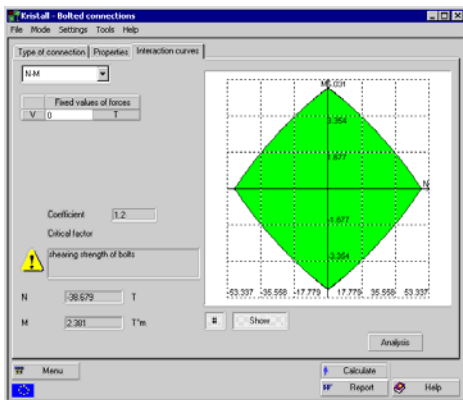 Kristall - Bolted connections
File Mode Settings Tools Help
Type of connection Properties Interaction curves
N-M
Fixed values of forces
V 0 T
Coefficient 1.2
Critical factor
shearing strength of bolts
N -38.679 T
M 2.381 T*m
M5.031
3.354
1.677
N
-1.677
-3.354
-53.337 -35.558 -17.779 17.779 35.558 53.337
# Show
Analysis
Menu
Calculate
Report Help